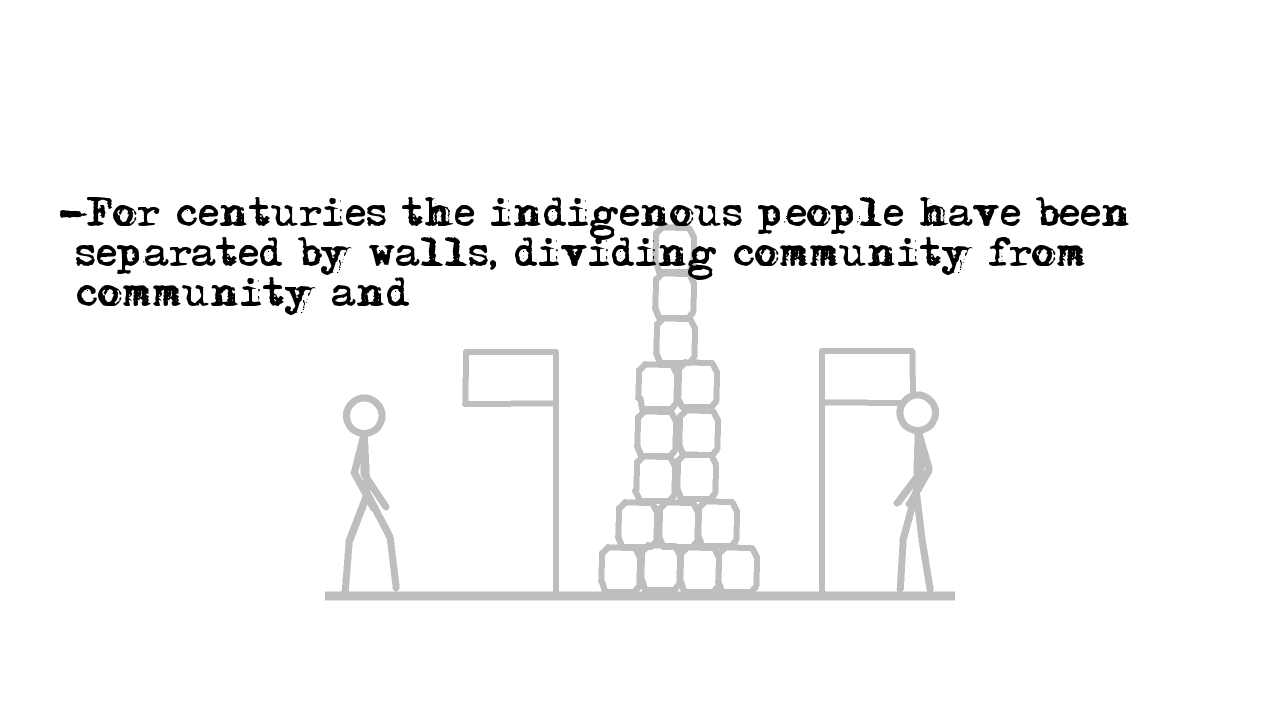 -For centuries the indigenous people have been
separated by walls, dividing community from
community and